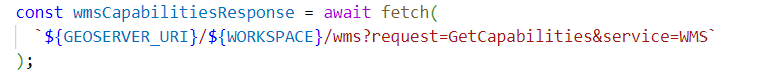 const wmsCapabilitiesResponse = await fetch(
`${GEOSERVER_URI}/${WORKSPACE}/wms?request=GetCapabilities&service=WMS`
);